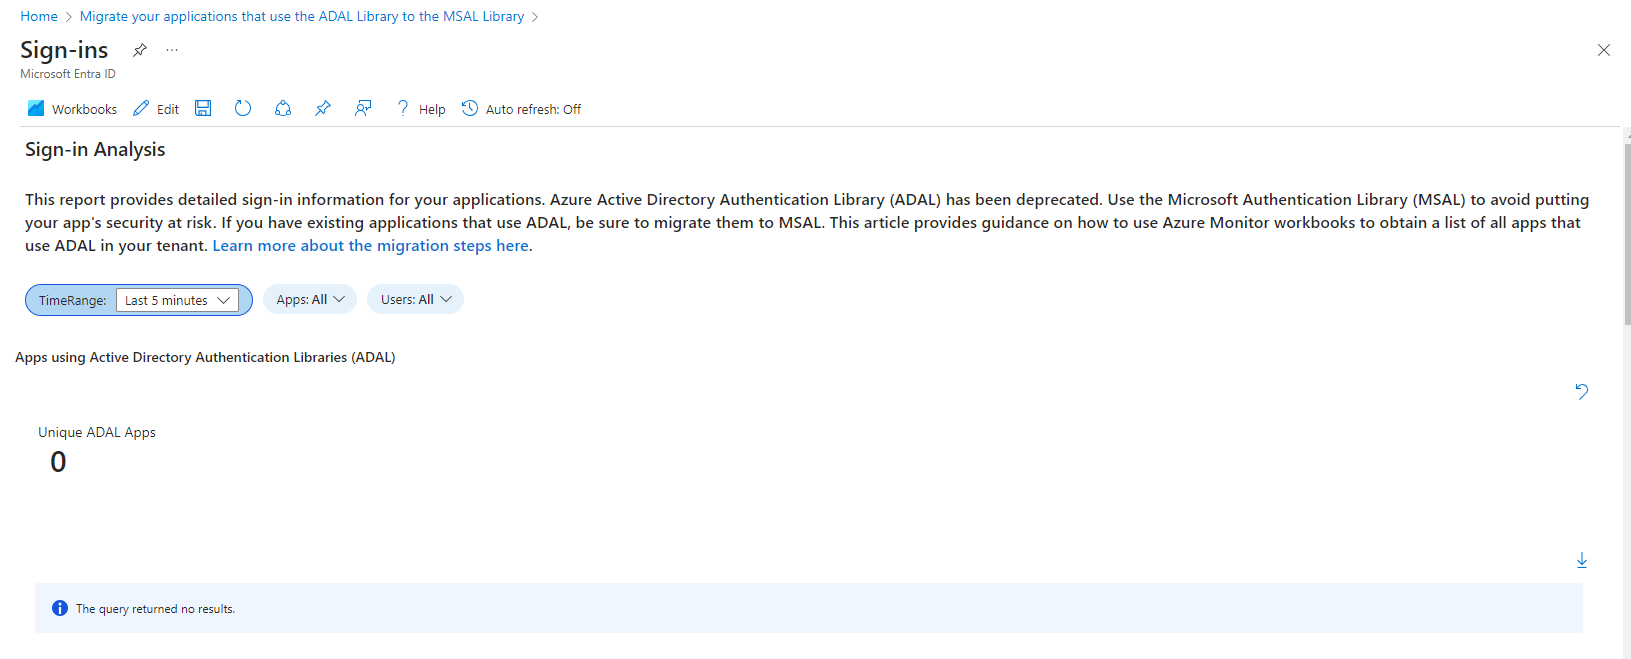 Home > Migrate your applications that use the ADAL Library to the MSAL Library >
Sign-ins ...
Microsoft Entra ID
Workbooks Edit ? Help Auto refresh: Off
Sign-in Analysis
This report provides detailed sign-in information for your applications. Azure Active Directory Authentication Library (ADAL) has been deprecated. Use the Microsoft Authentication Library (MSAL) to avoid putting
your app's security at risk. If you have existing applications that use ADAL, be sure to migrate them to MSAL. This article provides guidance on how to use Azure Monitor workbooks to obtain a list of all apps that
use ADAL in your tenant. Learn more about the migration steps here.
TimeRange: Last 5 minutes Apps: All Users: All
Apps using Active Directory Authentication Libraries (ADAL)
Unique ADAL Apps
0
The query returned no results.